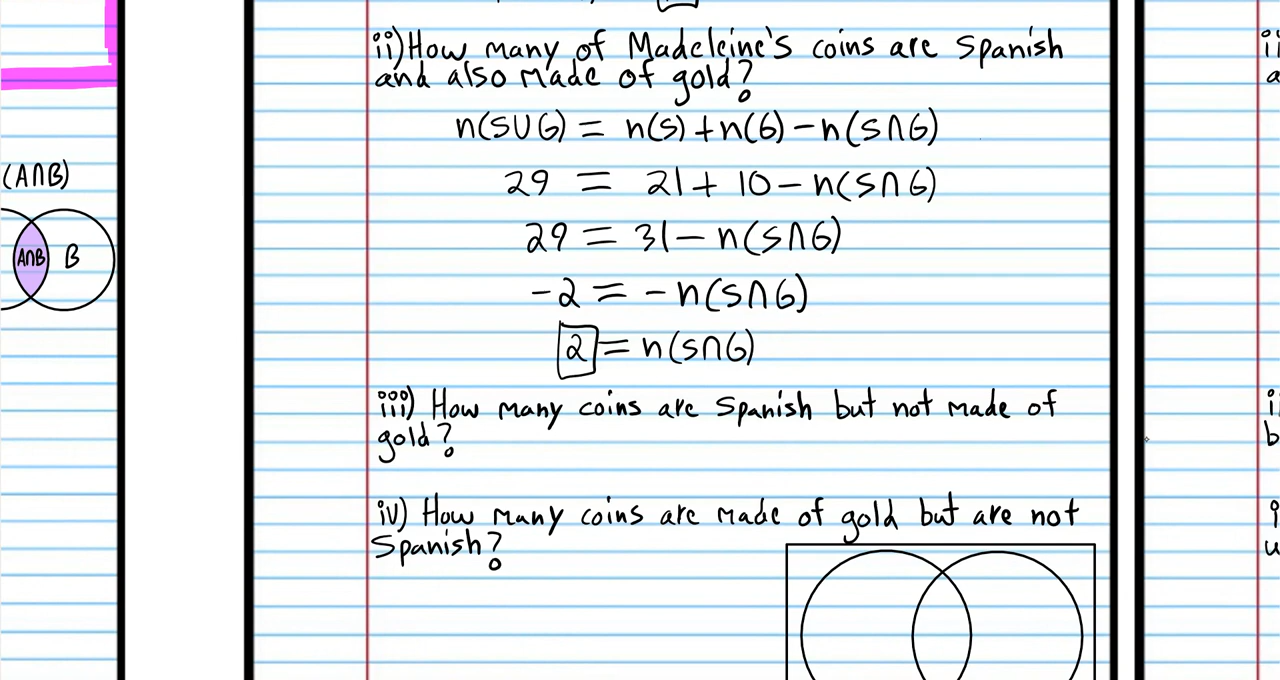 ii) How many of Madeleine's coins are Spanish
and also made of gold?
n(S∪G) = n(S) + n(G) - n(S∩G)
29 = 21 + 10 - n(S∩G)
29 = 31 - n(S∩G)
-2 = -n(S∩G)
2 = n(S∩G)
iii) How many coins are Spanish but not made of
gold?
iv) How many coins are made of gold but are not
Spanish?
(A∩B)
A∩B B